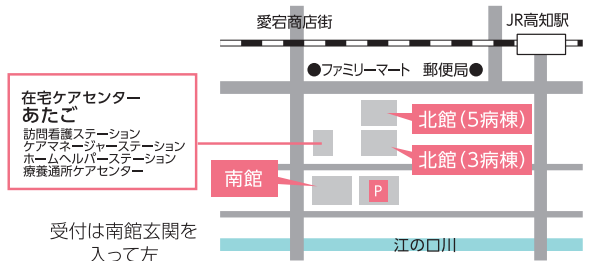 愛宕商店街
JR高知駅
●ファミリーマート 郵便局●
在宅ケアセンター
あたご
訪問看護ステーション
ケアマネージャーステーション
ホームヘルパーステーション
療養通所ケアセンター
北館(5病棟)
北館(3病棟)
南館
P
受付は南館玄関を
入って左
江の口川